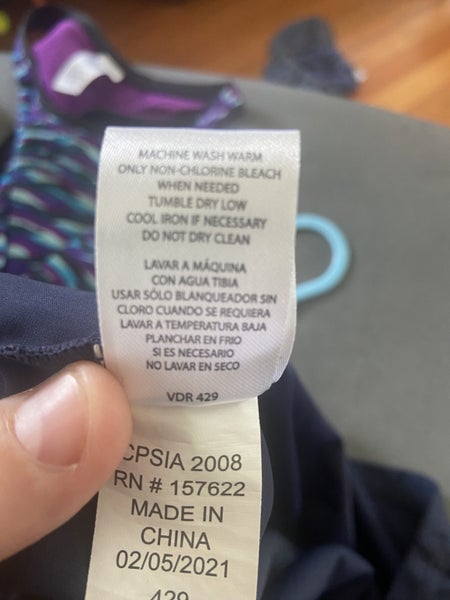 MACHINE WASH WARM
ONLY NON-CHLORINE BLEACH
WHEN NEEDED
TUMBLE DRY LOW
COOL IRON IF NECESSARY
DO NOT DRY CLEAN
LAVAR A MÁQUINA
CON AGUA TIBIA
USAR SÓLO BLANQUEADOR SIN
CLORO CUANDO SE REQUIERA
LAVAR A TEMPERATURA BAJA
PLANCHAR EN FRIO
SI ES NECESARIO
NO LAVAR EN SECO
VDR 429
CPSIA 2008
RN # 157622
MADE IN
CHINA
02/05/2021
429